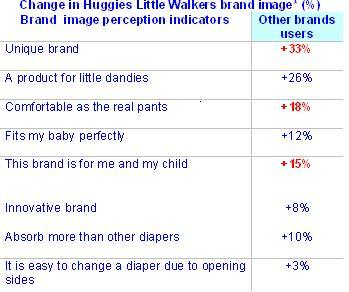 Change in Huggies Little Walkers brand image* (%)
Brand image perception indicators Other brands users
Unique brand +33%
A product for little dandies +26%
Comfortable as the real pants +18%
Fits my baby perfectly +12%
This brand is for me and my child +15%
Innovative brand +8%
Absorb more than other diapers +10%
It is easy to change a diaper due to opening sides +3%